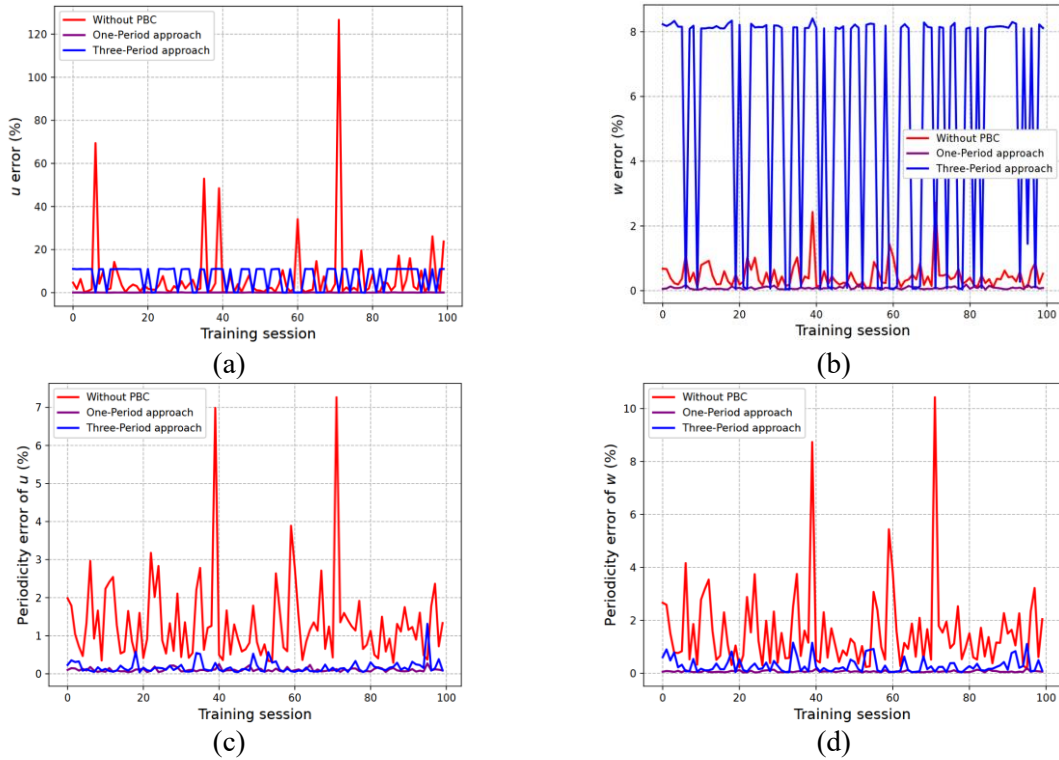 u error (%)
120
100
80
60
40
20
0
Without PBC
One-Period approach
Three-Period approach
0 20 40 60 80 100
Training session
(a)
w error (%)
8
6
4
2
0
Without PBC
One-Period approach
Three-Period approach
0 20 40 60 80 100
Training session
(b)
Periodicity error of u (%)
7
6
5
4
3
2
1
0
Without PBC
One-Period approach
Three-Period approach
0 20 40 60 80 100
Training session
(c)
Periodicity error of w (%)
10
8
6
4
2
0
Without PBC
One-Period approach
Three-Period approach
0 20 40 60 80 100
Training session
(d)